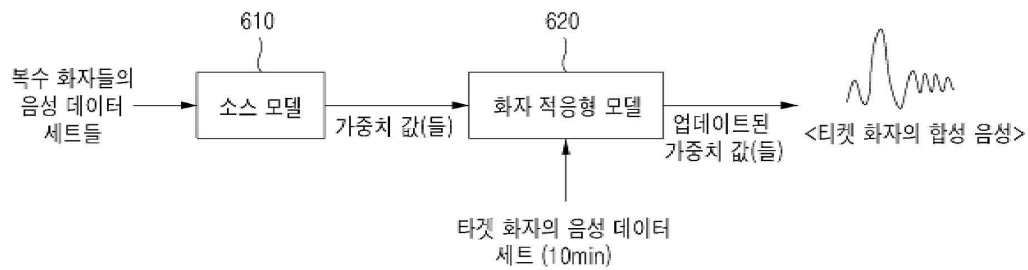 610
620
복수 화자들의
음성 데이터
세트들
소스 모델
가중치 값(들)
화자 적응형 모델
업데이트된
가중치 값(들)
<티켓 화자의 합성 음성>
타겟 화자의 음성 데이터
세트 (10min)